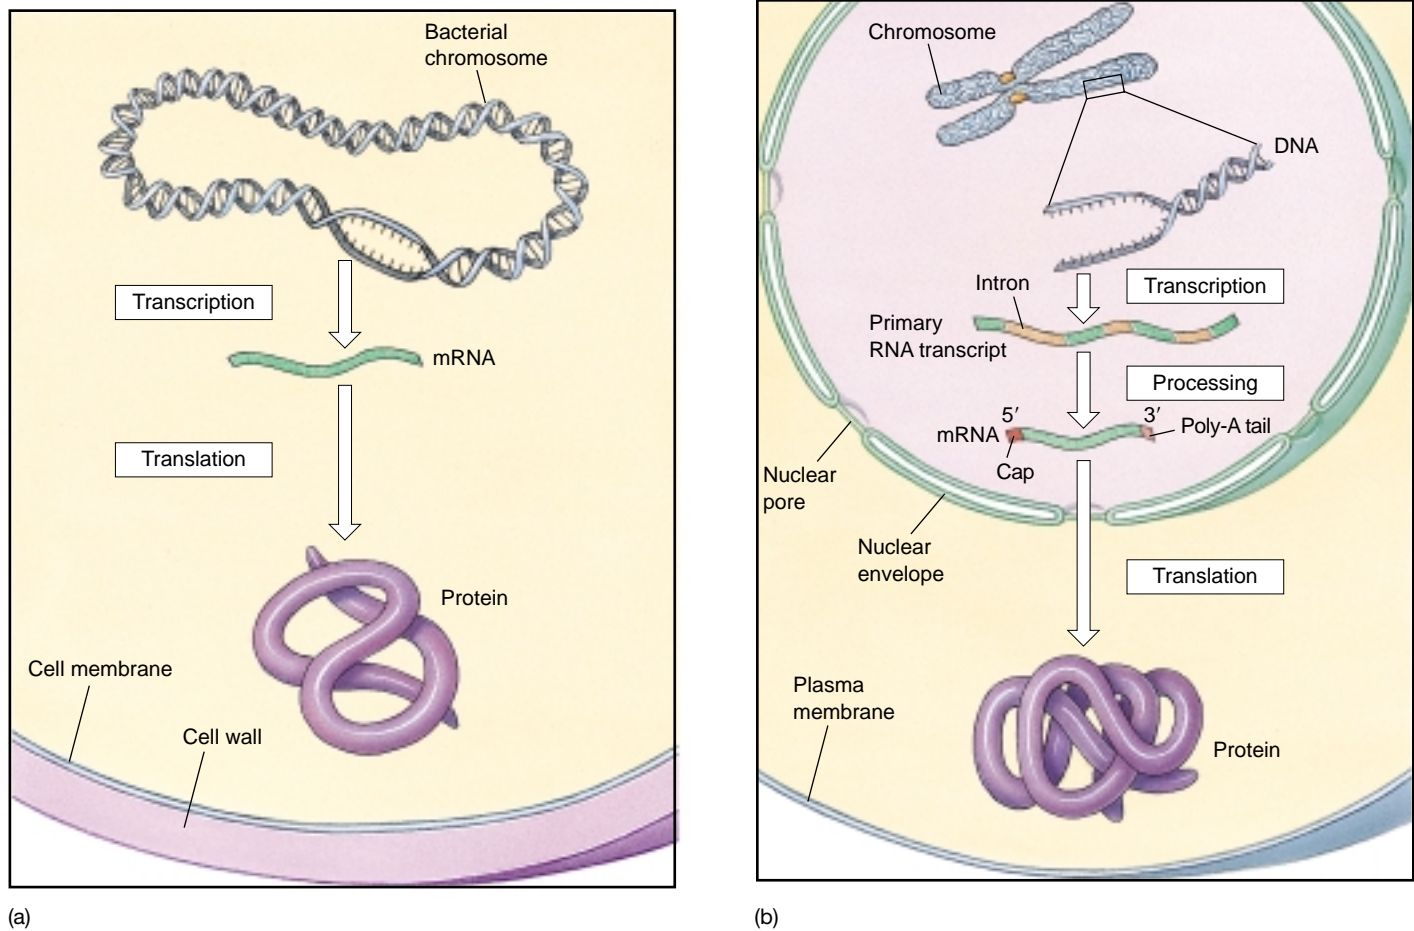 Bacterial
chromosome
Transcription
mRNA
Translation
Protein
Cell membrane
Cell wall
(a)
Chromosome
DNA
Intron
Transcription
Primary
RNA transcript
Processing
5′
3′
mRNA
Poly-A tail
Cap
Nuclear
pore
Nuclear
envelope
Translation
Plasma
membrane
Protein
(b)